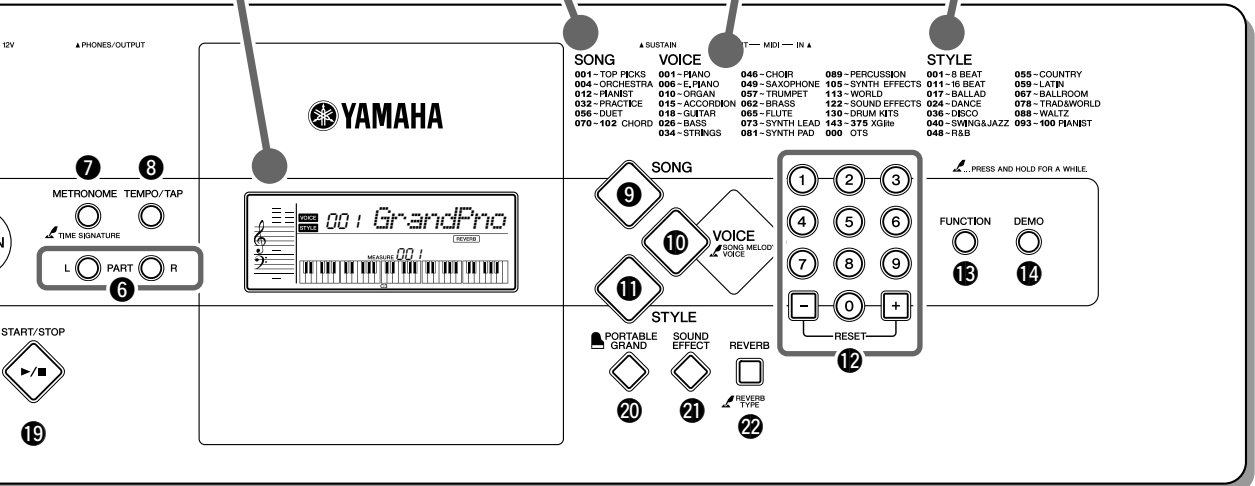 12V
▲ PHONES/OUTPUT
▲ SUSTAIN
T — MIDI — IN ▲
SONG
001 ~ TOP PICKS
004 ~ ORCHESTRA
012 ~ PIANIST
032 ~ PRACTICE
056 ~ DUET
070 ~ 102 CHORD
VOICE
001 ~ PIANO
006 ~ E. PIANO
010 ~ ORGAN
015 ~ ACCORDION
018 ~ GUITAR
026 ~ BASS
034 ~ STRINGS
046 ~ CHOIR
049 ~ SAXOPHONE
057 ~ TRUMPET
062 ~ BRASS
065 ~ FLUTE
073 ~ SYNTH LEAD
081 ~ SYNTH PAD
089 ~ PERCUSSION
105 ~ SYNTH EFFECTS
113 ~ WORLD
122 ~ SOUND EFFECTS
130 ~ DRUM KITS
143 ~ 375 XGlite
000 OTS
STYLE
001 ~ 8 BEAT
011 ~ 16 BEAT
017 ~ BALLAD
024 ~ DANCE
036 ~ DISCO
040 ~ SWING&JAZZ
048 ~ R&B
055 ~ COUNTRY
059 ~ LATIN
067 ~ BALLROOM
078 ~ TRAD&WORLD
088 ~ WALTZ
093 ~ 100 PIANIST
YAMAHA
... PRESS AND HOLD FOR A WHILE.
7 8
METRONOME TEMPO/TAP
TIME SIGNATURE
N
L PART R
6
VOICE
STYLE
001 GrandPno
REVERB
MEASURE 001
SONG
9
10
VOICE
SONG MELODY
VOICE
11
STYLE
1 2 3
4 5 6
7 8 9
- 0 +
RESET
12
FUNCTION DEMO
13 14
START/STOP
19
PORTABLE
GRAND
SOUND
EFFECT
REVERB
REVERB
TYPE
20 21 22